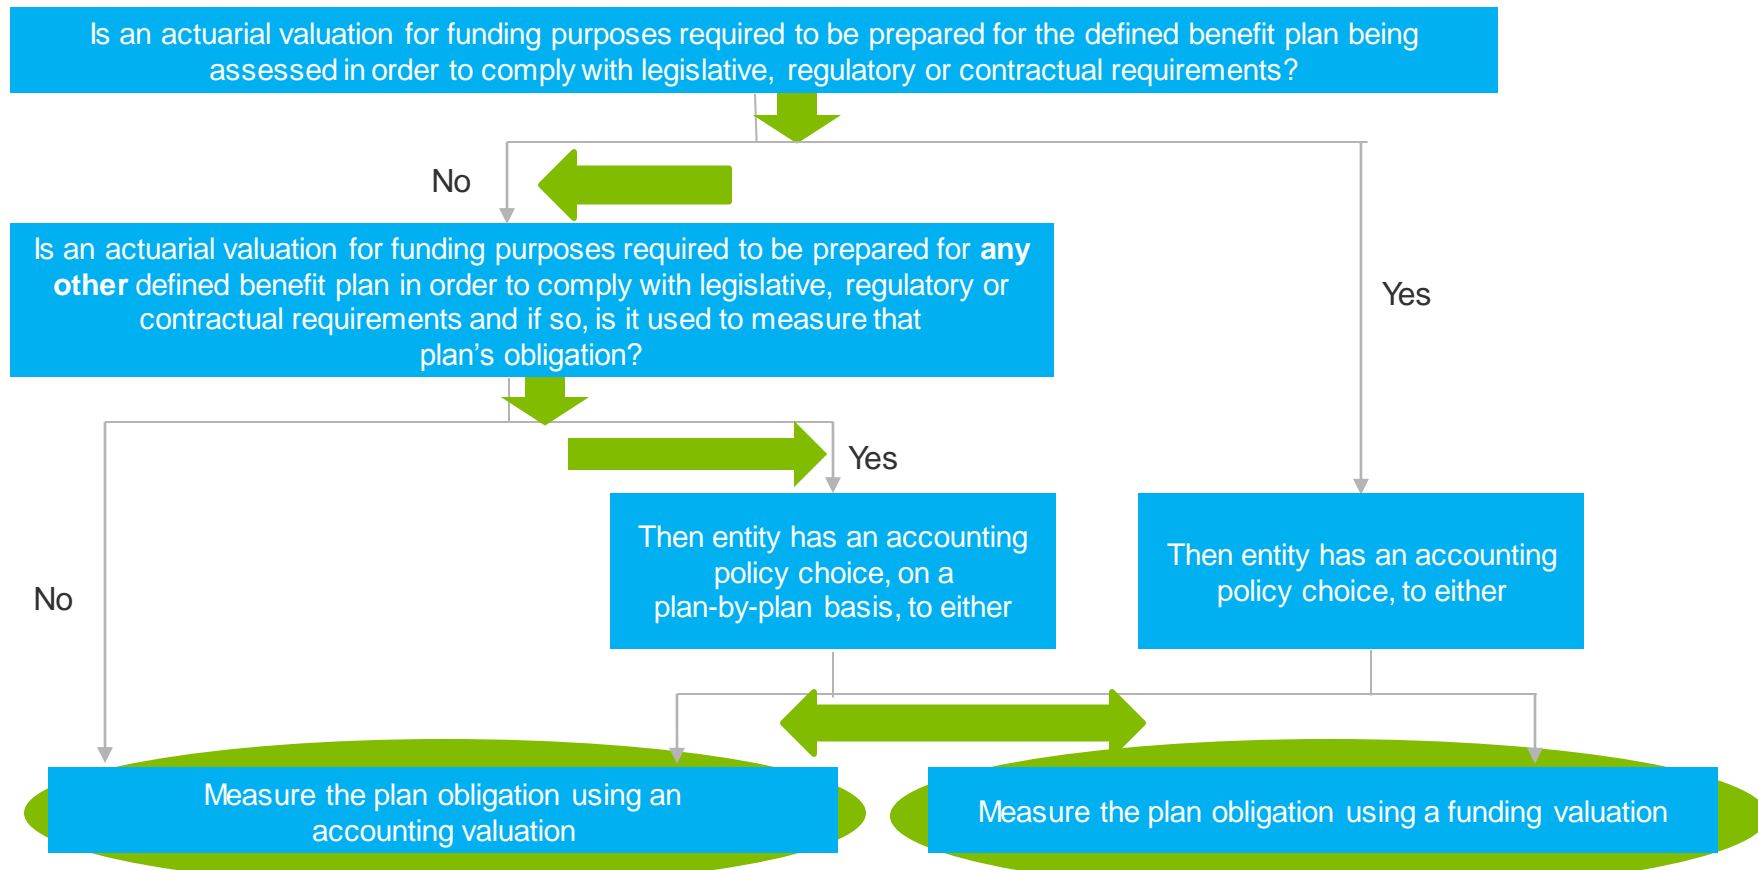 Is an actuarial valuation for funding purposes required to be prepared for the defined benefit plan being
assessed in order to comply with legislative, regulatory or contractual requirements?
No
Is an actuarial valuation for funding purposes required to be prepared for any
other defined benefit plan in order to comply with legislative, regulatory or
contractual requirements and if so, is it used to measure that
plan's obligation?
Yes
Yes
Then entity has an accounting
policy choice, on a
plan-by-plan basis, to either
Then entity has an accounting
policy choice, to either
No
Measure the plan obligation using an
accounting valuation
Measure the plan obligation using a funding valuation